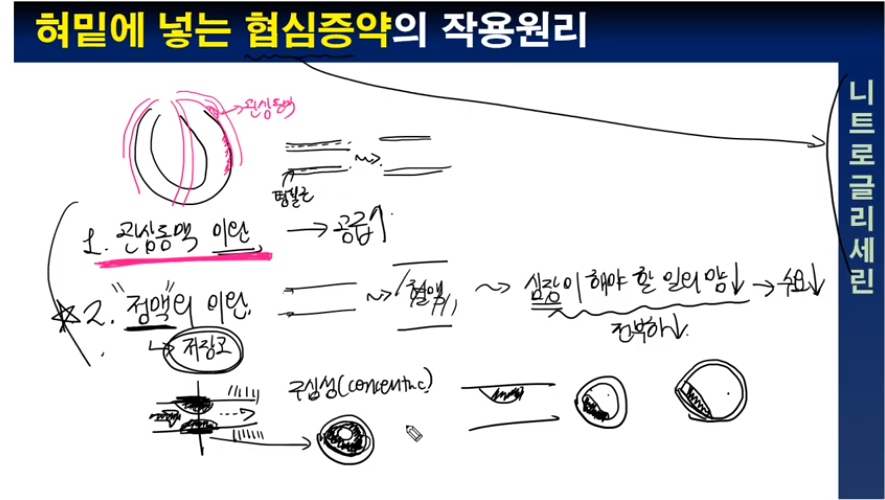 혀밑에 넣는 협심증약의 작용원리
니트로글리세린
관상동맥
평활근
1. 관상동맥 이완 → 공급↑
☆2. "정맥"의 이완 혈액 심장이 해야 할 일의 양↓ → 수요↓
전부하↓
저장고
구심성(concentric)